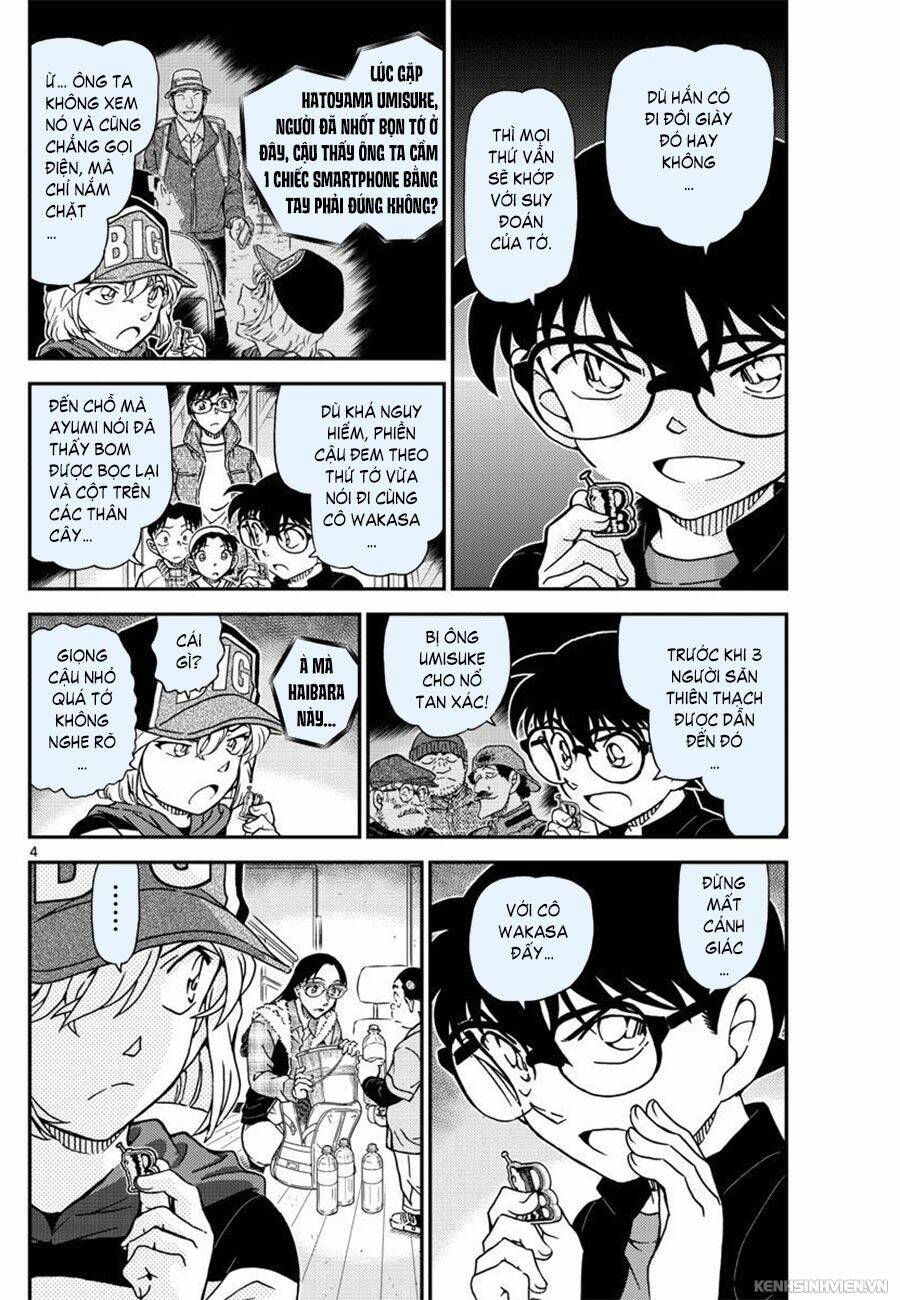 DÙ HẮN CÓ
ĐI ĐÔI GIÀY
ĐÓ HAY
KHÔNG
...
THÌ MỌI
THỨ VẪN
SẼ KHỚP
VỚI SUY
ĐOÁN
CỦA TỚ.
LÚC GẶP
HATOYAMA UMISUKE,
NGƯỜI ĐÃ NHỐT BỌN TỚ Ở
ĐÂY, CẬU THẤY ÔNG TA CẦM
1 CHIẾC SMARTPHONE BẰNG
TAY PHẢI ĐÚNG KHÔNG?
Ừ... ÔNG TA
KHÔNG XEM
NÓ VÀ CŨNG
CHẲNG GỌI
ĐIỆN, MÀ
CHỈ NẮM
CHẶT
...
BIG
DÙ KHÁ NGUY
HIỂM, PHIỀN
CẬU ĐEM THEO
THỨ TỚ VỪA
NÓI ĐI CÙNG
CÔ WAKASA
...
ĐẾN CHỔ MÀ
AYUMI NÓI ĐÃ
THẤY BOM
ĐƯỢC BỌC LẠI
VÀ CỘT TRÊN
CÁC THÂN
CÂY...
TRƯỚC KHI 3
NGƯỜI SĂN
THIÊN THẠCH
ĐƯỢC DẪN
ĐẾN ĐÓ
...
BỊ ÔNG
UMISUKE
CHO NỔ
TAN XÁC!
À MÀ
HAIBARA
NÀY...
CÁI
GÌ?
BIG
GIỌNG
CẬU NHỎ
QUÁ TỚ
KHÔNG
NGHE RÕ
...
4
ĐỪNG
MẤT
CẢNH
GIÁC
...
VỚI CÔ
WAKASA
ĐẤY...
......
BIG
KENHSINHVIEN.VN